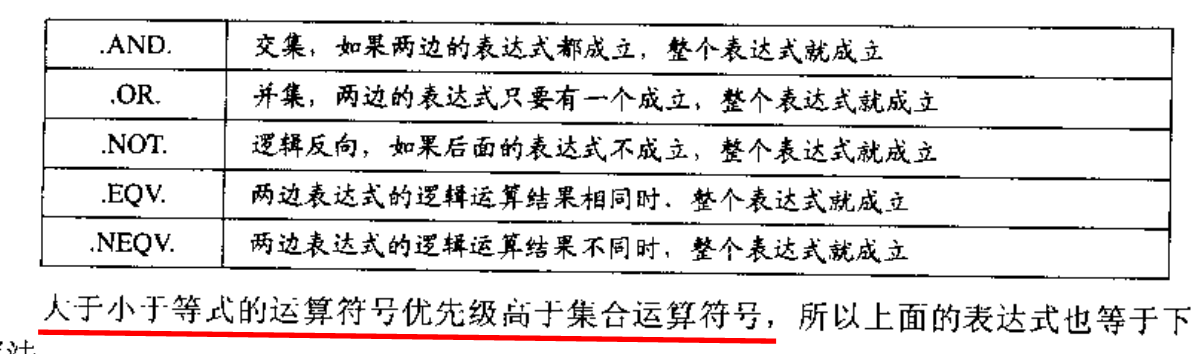 .AND. 交集，如果两边的表达式都成立，整个表达式就成立
.OR. 并集，两边的表达式只要有一个成立，整个表达式就成立
.NOT. 逻辑反向，如果后面的表达式不成立，整个表达式就成立
.EQV. 两边表达式的逻辑运算结果相同时，整个表达式就成立
.NEQV. 两边表达式的逻辑运算结果不同时，整个表达式就成立
大于小于等式的运算符号优先级高于集合运算符号，所以上面的表达式也等于下